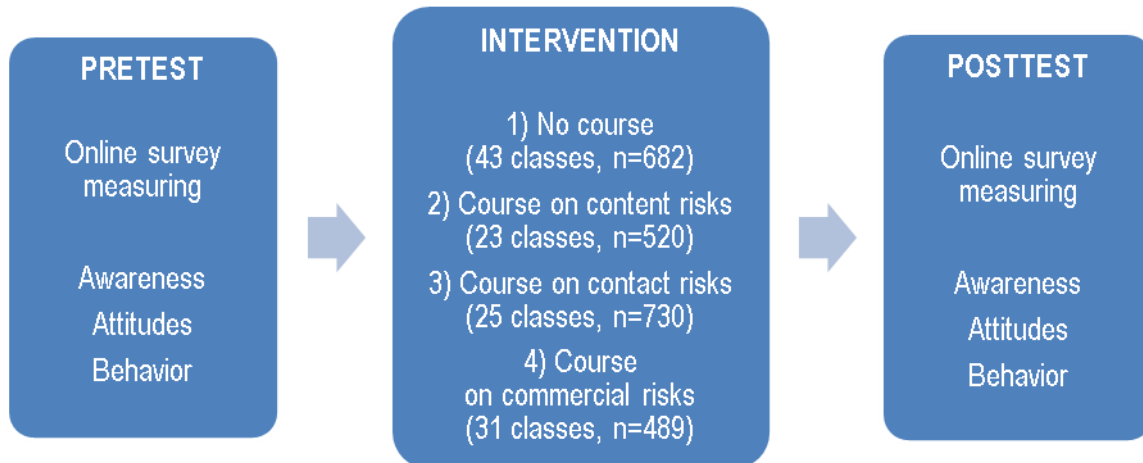 PRETEST
Online survey
measuring
Awareness
Attitudes
Behavior
INTERVENTION
1) No course
(43 classes, n=682)
2) Course on content risks
(23 classes, n=520)
3) Course on contact risks
(25 classes, n=730)
4) Course
on commercial risks
(31 classes, n=489)
POSTTEST
Online survey
measuring
Awareness
Attitudes
Behavior